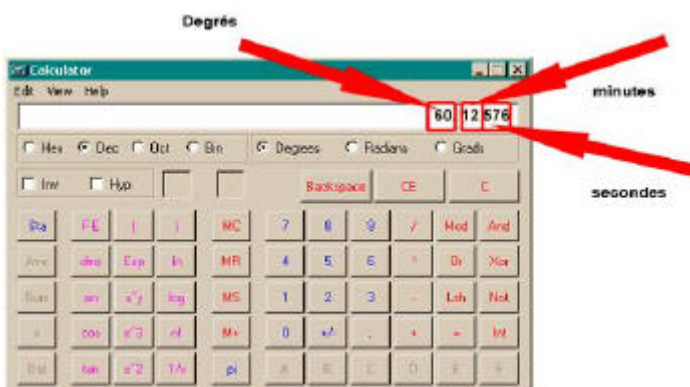 Degrés
Calculator
Edit View Help
minutes
60 12 576
Hex Dec Oct Bin Degrees Radians Grads
Inv Hyp Backspace CE C
secondes
Sta F-E ( ) MC 7 8 9 / Mod And
Ave dms Exp ln MR 4 5 6 * Or Xor
Sum sin x^y log MS 1 2 3 - Lsh Not
s cos x^3 n! M+ 0 +/- . + = Int
Dat tan x^2 1/x pi A B C D E F